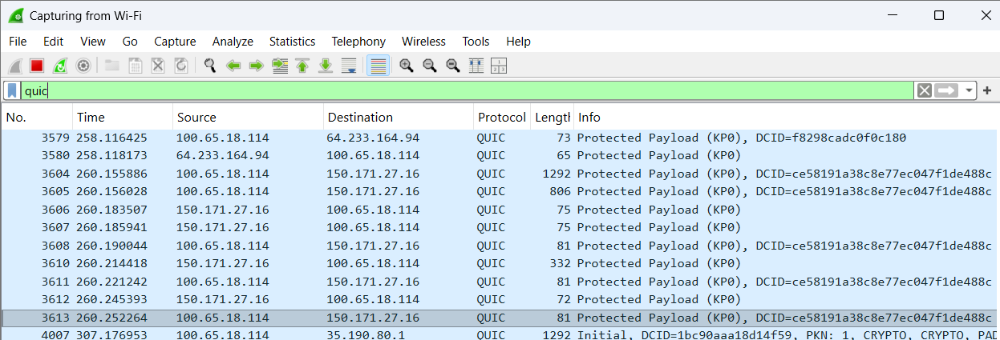 Capturing from Wi-Fi
File Edit View Go Capture Analyze Statistics Telephony Wireless Tools Help
quic
No. Time Source Destination Protocol Length Info
3579 258.116425 100.65.18.114 64.233.164.94 QUIC 73 Protected Payload (KP0), DCID=f8298cadc0f0c180
3580 258.118173 64.233.164.94 100.65.18.114 QUIC 65 Protected Payload (KP0)
3604 260.155886 100.65.18.114 150.171.27.16 QUIC 1292 Protected Payload (KP0), DCID=ce58191a38c8e77ec047f1de488c
3605 260.156028 100.65.18.114 150.171.27.16 QUIC 806 Protected Payload (KP0), DCID=ce58191a38c8e77ec047f1de488c
3606 260.183507 150.171.27.16 100.65.18.114 QUIC 75 Protected Payload (KP0)
3607 260.185941 150.171.27.16 100.65.18.114 QUIC 75 Protected Payload (KP0)
3608 260.190044 100.65.18.114 150.171.27.16 QUIC 81 Protected Payload (KP0), DCID=ce58191a38c8e77ec047f1de488c
3610 260.214418 150.171.27.16 100.65.18.114 QUIC 332 Protected Payload (KP0)
3611 260.221242 100.65.18.114 150.171.27.16 QUIC 81 Protected Payload (KP0), DCID=ce58191a38c8e77ec047f1de488c
3612 260.245393 150.171.27.16 100.65.18.114 QUIC 72 Protected Payload (KP0)
3613 260.252264 100.65.18.114 150.171.27.16 QUIC 81 Protected Payload (KP0), DCID=ce58191a38c8e77ec047f1de488c
4007 307.176953 100.65.18.114 35.190.80.1 QUIC 1292 Initial, DCID=1bc90aaa18d14f59, PKN: 1, CRYPTO, CRYPTO, PAD